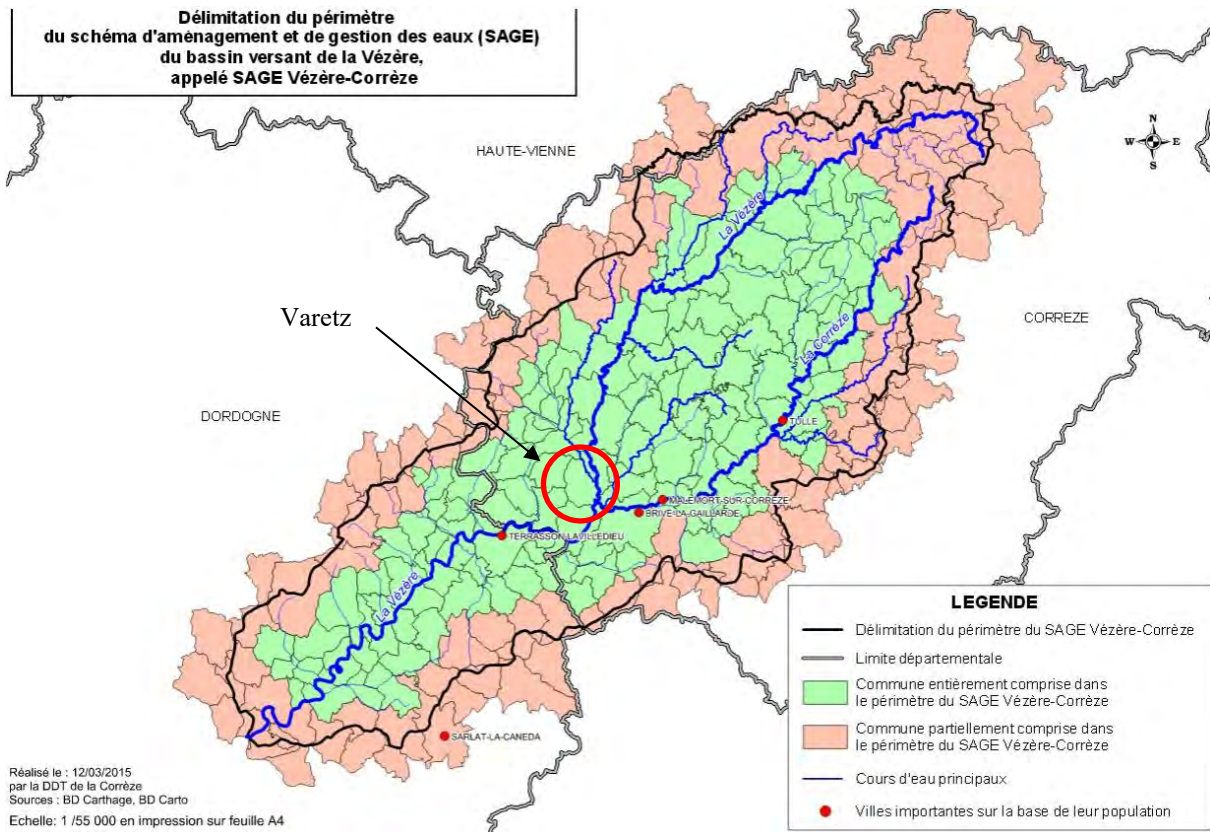 Délimitation du périmètre
du schéma d'aménagement et de gestion des eaux (SAGE)
du bassin versant de la Vézère,
appelé SAGE Vézère-Corrèze
HAUTE-VIENNE
N
W E
S
La Vézère
Varetz
CORREZE
La Corrèze
DORDOGNE
TULLE
MALEMORT-SUR-CORREZE
BRIVE-LA-GAILLARDE
TERRASSON-LAVILLEDIEU
La Vézère
SARLAT-LA-CANEDA
LEGENDE
Délimitation du périmètre du SAGE Vézère-Corrèze
Limite départementale
Commune entièrement comprise dans
le périmètre du SAGE Vézère-Corrèze
Commune partiellement comprise dans
le périmètre du SAGE Vézère-Corrèze
Cours d'eau principaux
Villes importantes sur la base de leur population
Réalisé le : 12/03/2015
par la DDT de la Corrèze
Sources : BD Carthage, BD Carto
Echelle: 1 /55 000 en impression sur feuille A4